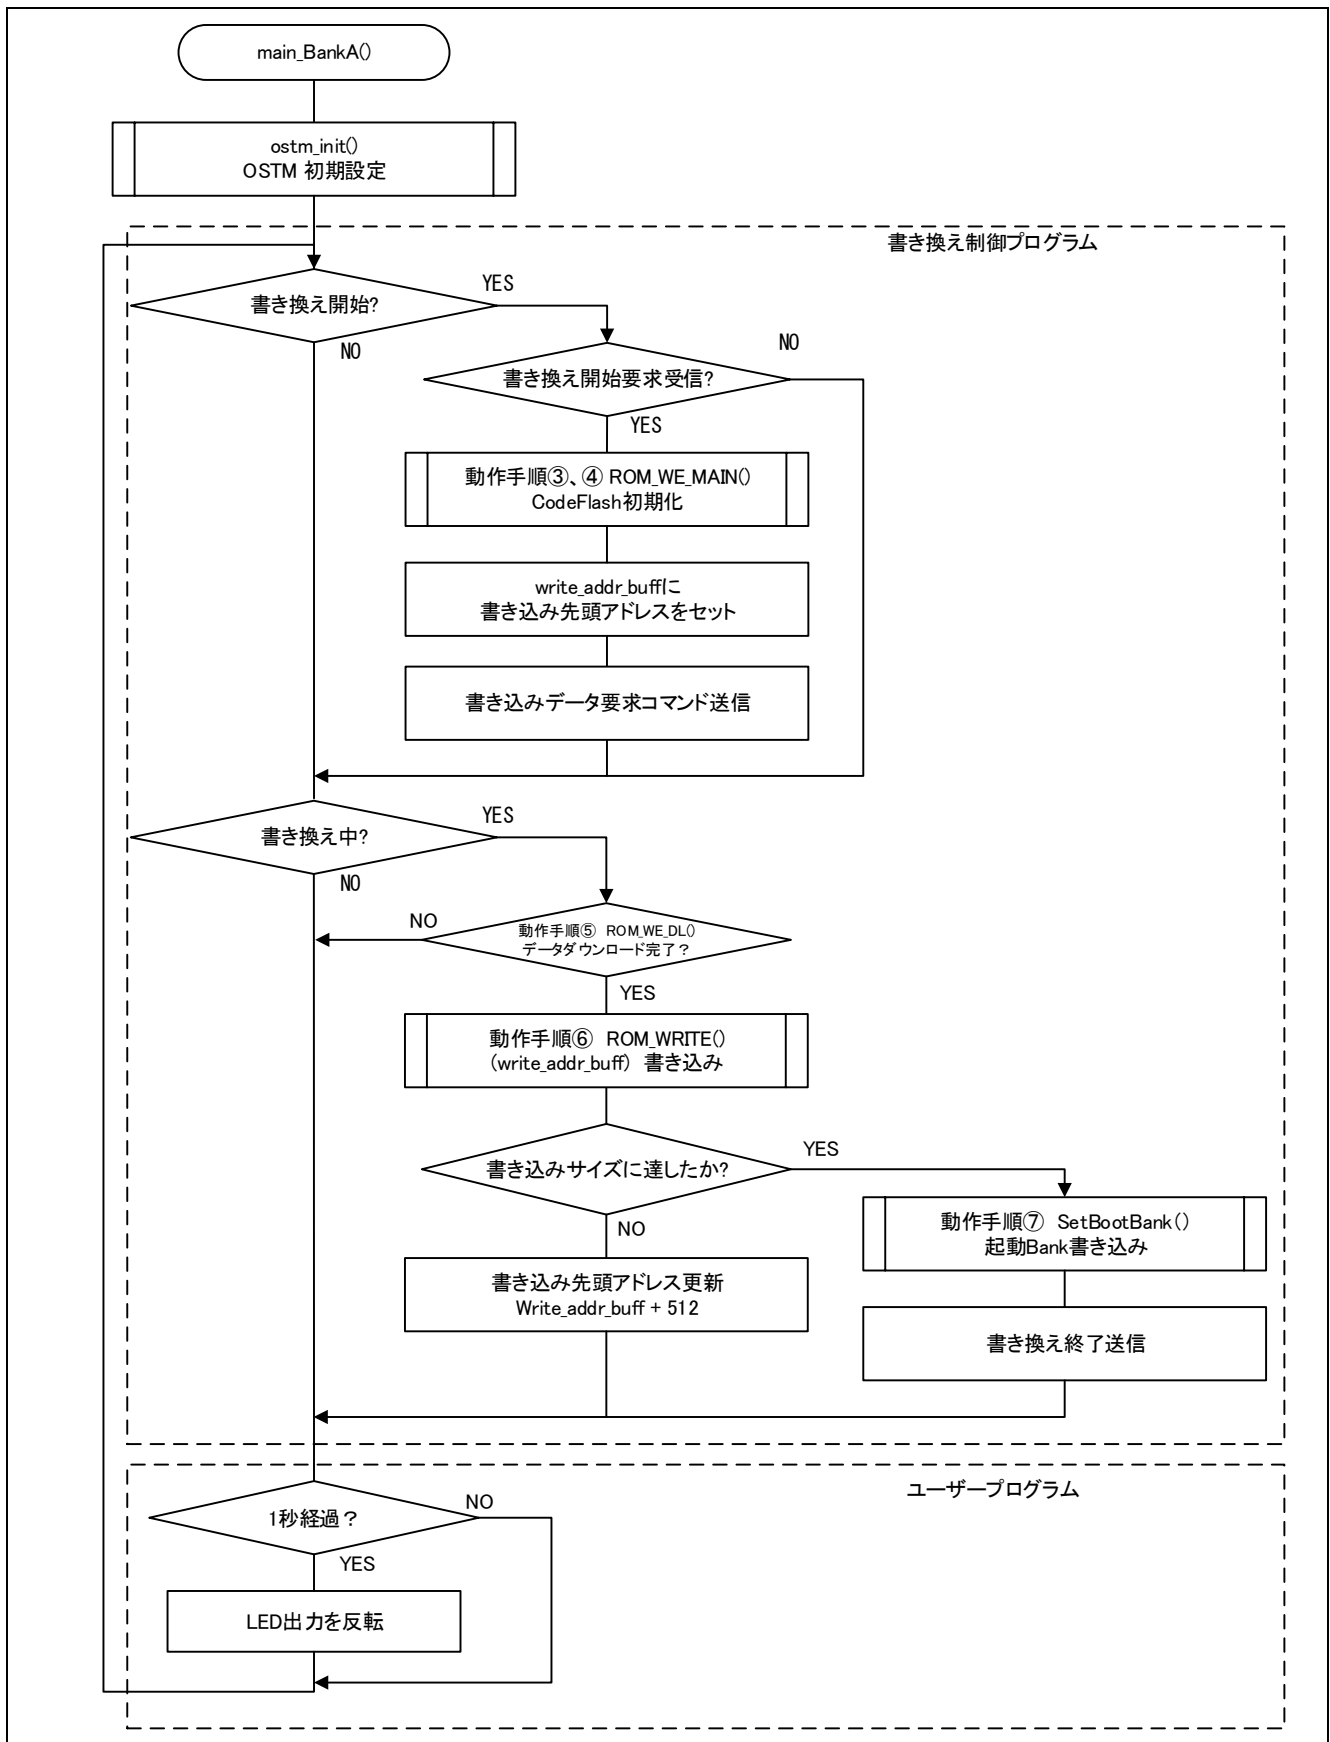 main_BankA()
ostm_init()
OSTM 初期設定
書き換え制御プログラム
書き換え開始?
YES
NO
書き換え開始要求受信?
NO
YES
動作手順③、④ ROM_WE_MAIN()
CodeFlash初期化
write_addr_buffに
書き込み先頭アドレスをセット
書き込みデータ要求コマンド送信
書き換え中?
YES
NO
動作手順⑤ ROM_WE_DL()
データダウンロード完了？
NO
YES
動作手順⑥ ROM_WRITE()
(write_addr_buff) 書き込み
書き込みサイズに達したか?
YES
NO
動作手順⑦ SetBootBank()
起動Bank書き込み
書き込み先頭アドレス更新
Write_addr_buff + 512
書き換え終了送信
ユーザープログラム
1秒経過？
NO
YES
LED出力を反転